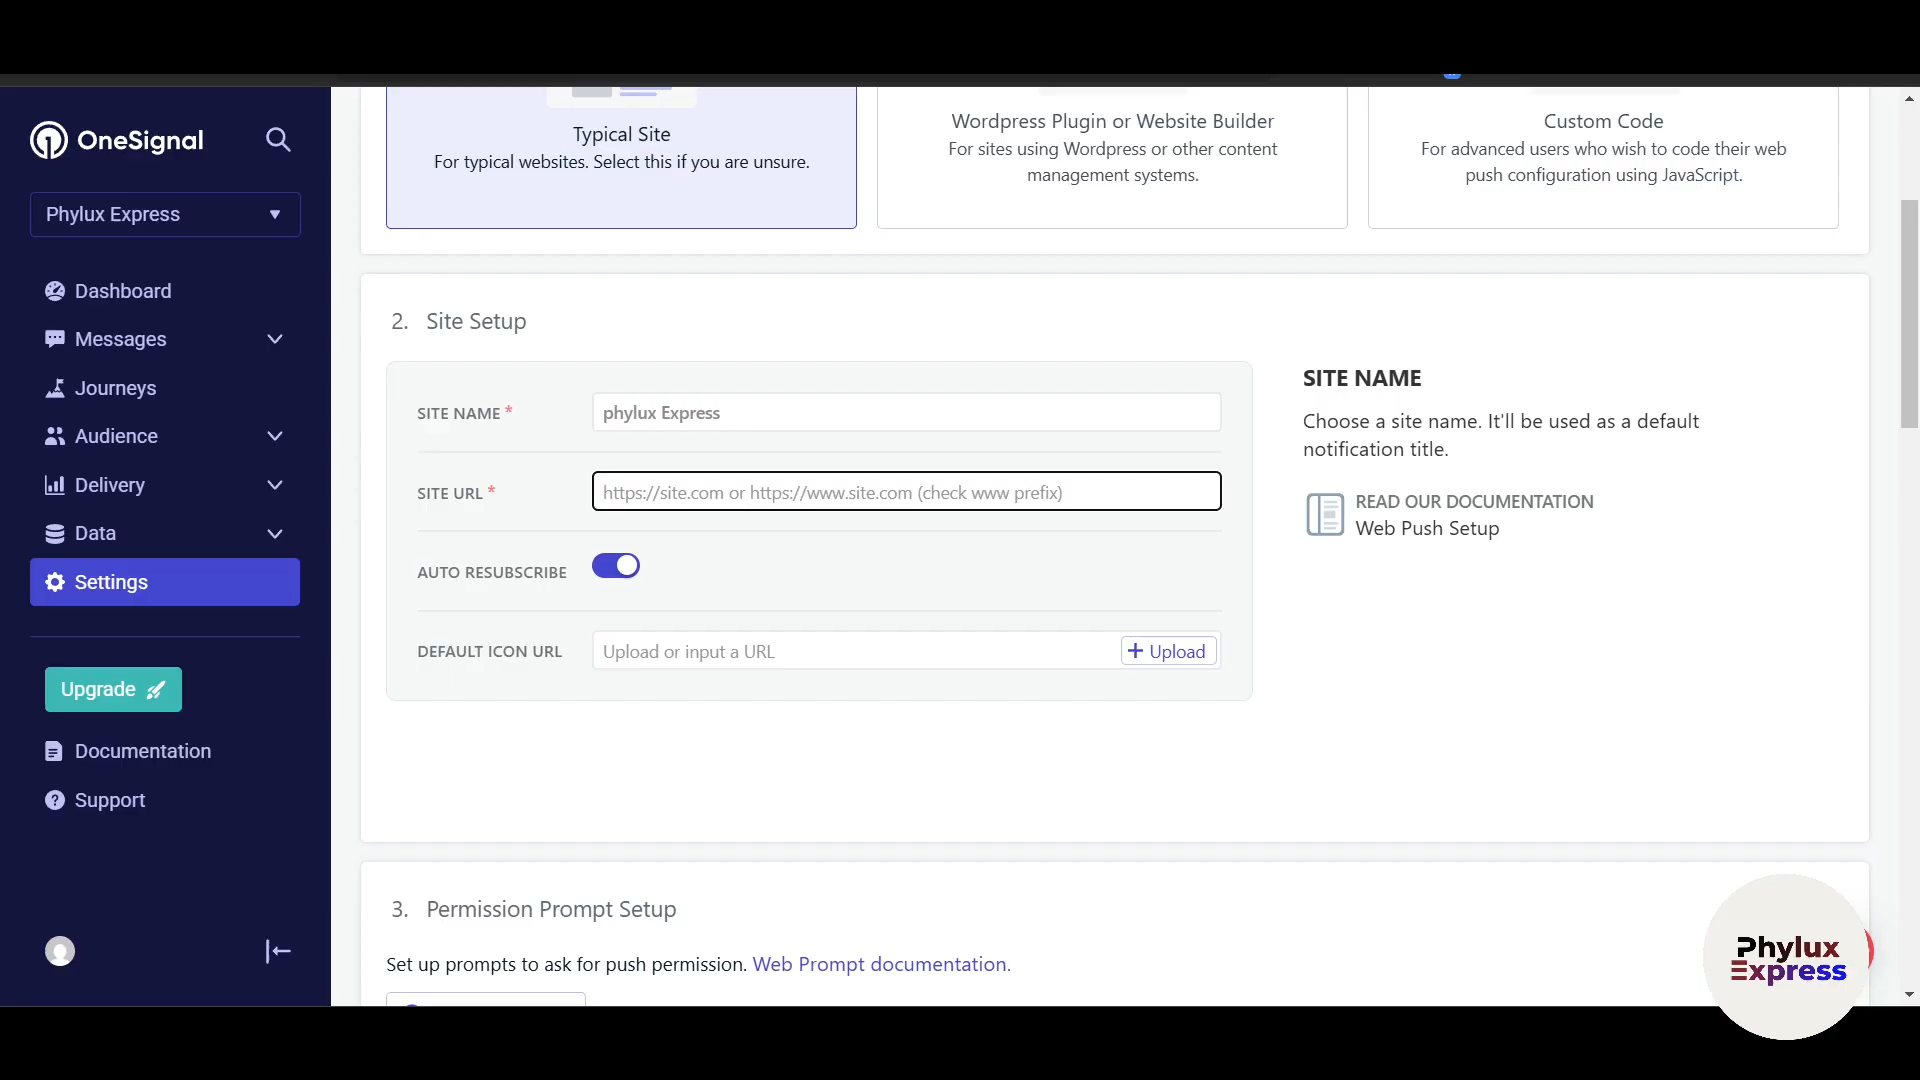 OneSignal
Phylux Express
Dashboard
Messages
Journeys
Audience
Delivery
Data
Settings
Upgrade
Documentation
Support
Typical Site
For typical websites. Select this if you are unsure.
Wordpress Plugin or Website Builder
For sites using Wordpress or other content
management systems.
Custom Code
For advanced users who wish to code their web
push configuration using JavaScript.
2. Site Setup
SITE NAME *
phylux Express
SITE URL *
https://site.com or https://www.site.com (check www prefix)
AUTO RESUBSCRIBE
DEFAULT ICON URL
Upload or input a URL
+ Upload
SITE NAME
Choose a site name. It'll be used as a default
notification title.
READ OUR DOCUMENTATION
Web Push Setup
3. Permission Prompt Setup
Set up prompts to ask for push permission. Web Prompt documentation.
Phylux
Express